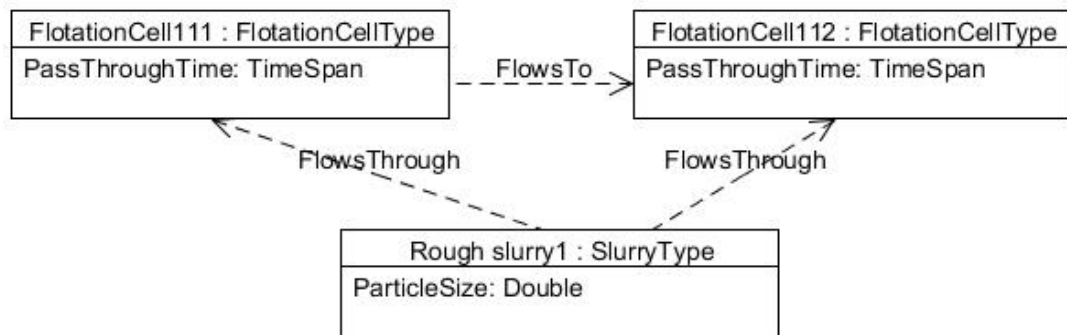 FlotationCell111 : FlotationCellType
PassThroughTime: TimeSpan
FlowsTo
FlotationCell112 : FlotationCellType
PassThroughTime: TimeSpan
FlowsThrough
FlowsThrough
Rough slurry1 : SlurryType
ParticleSize: Double